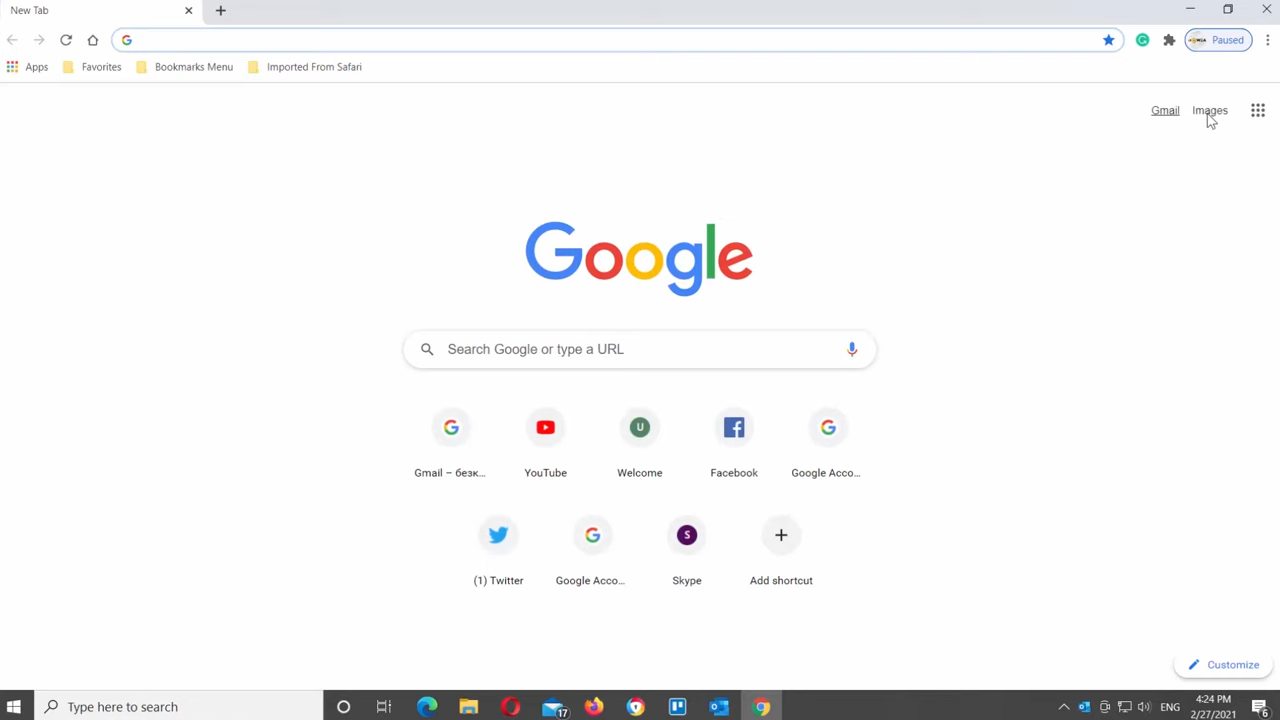 New Tab
Paused
Apps
Favorites
Bookmarks Menu
Imported From Safari
Gmail
Images
Google
Search Google or type a URL
Gmail – безк...
YouTube
U
Welcome
Facebook
Google Acco...
(1) Twitter
Google Acco...
S
Skype
Add shortcut
Customize
Type here to search
17
ENG
4:24 PM
2/27/2021
6